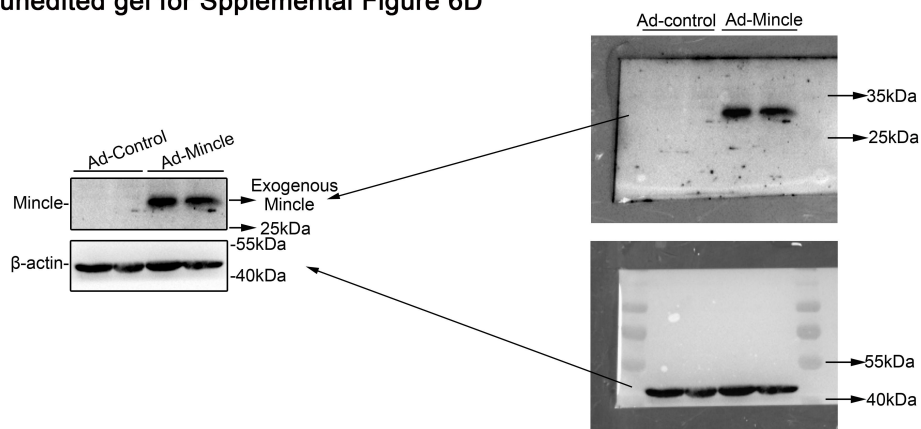 unedited gel for Spplemental Figure 6D
Ad-control Ad-Mincle
35kDa
25kDa
Ad-Control Ad-Mincle
Mincle-
Exogenous
Mincle
25kDa
-55kDa
β-actin-
-40kDa
55kDa
40kDa